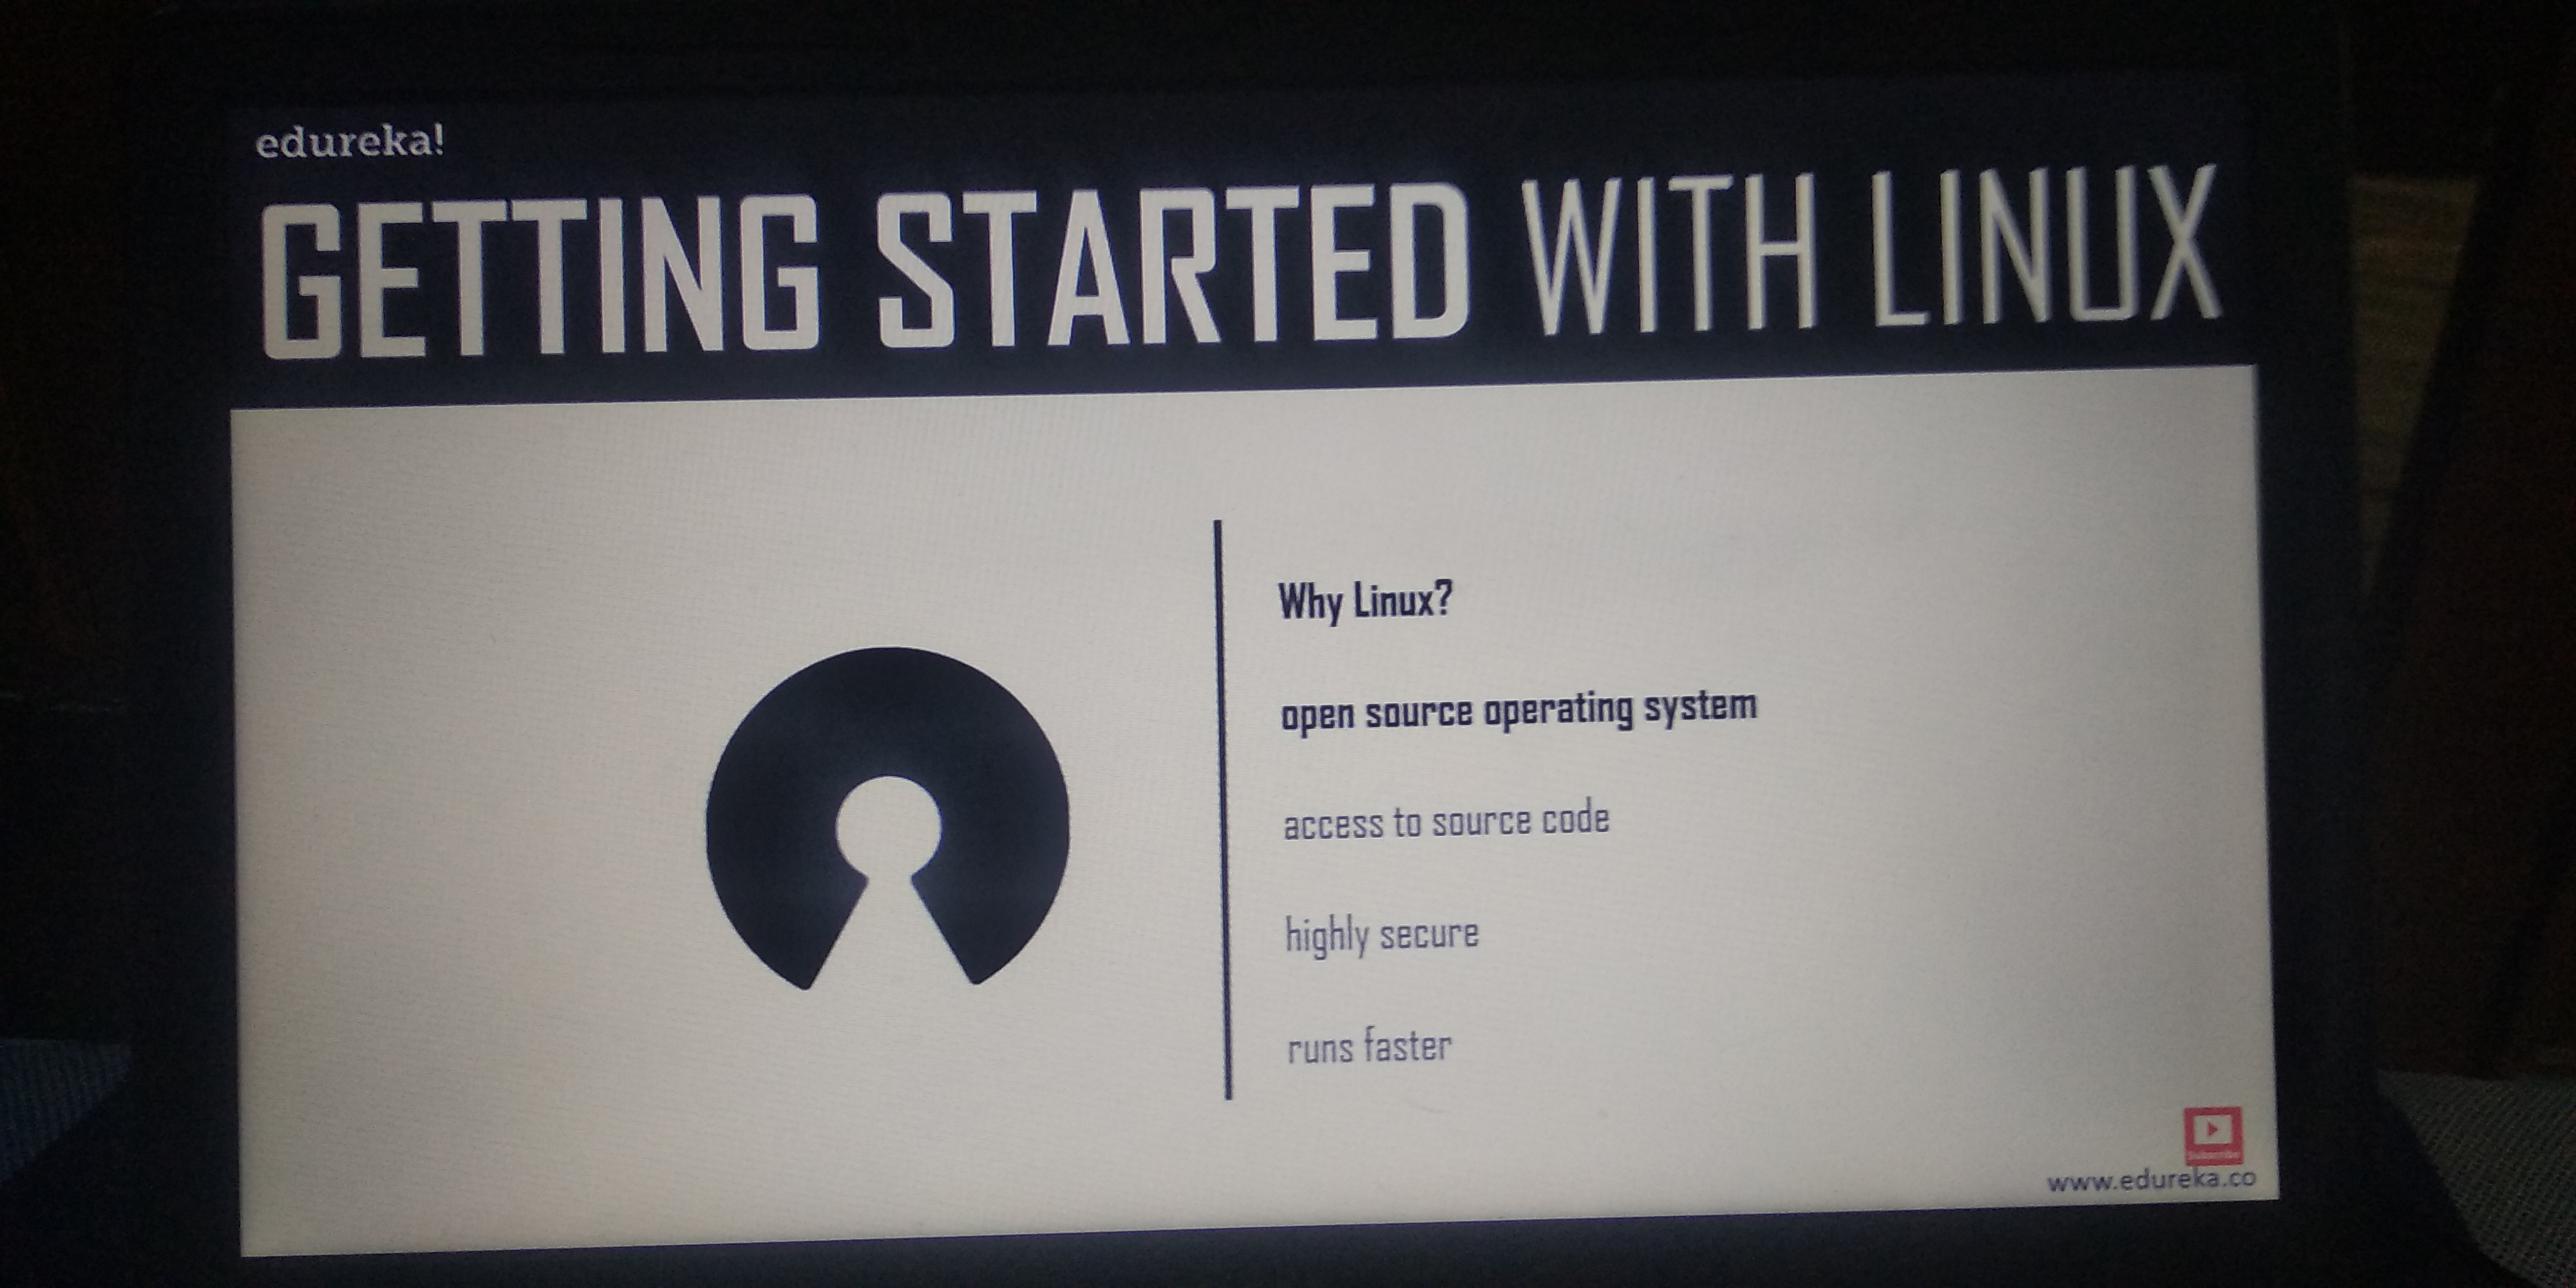 edureka!
GETTING STARTED WITH LINUX
Why Linux?
open source operating system
access to source code
highly secure
runs faster
Subscribe
www.edureka.co